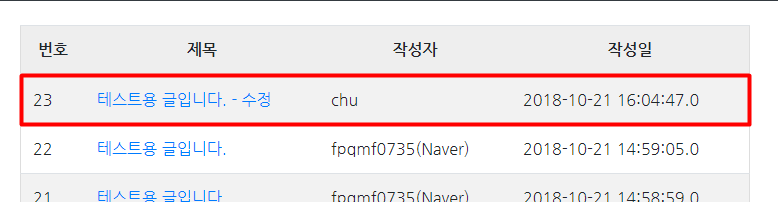 번호 제목 작성자 작성일
23 테스트용 글입니다. - 수정 chu 2018-10-21 16:04:47.0
22 테스트용 글입니다. fpqmf0735(Naver) 2018-10-21 14:59:05.0
21 테스트용 글입니다 fpqmf0735(Naver) 2018-10-21 14:58:59.0